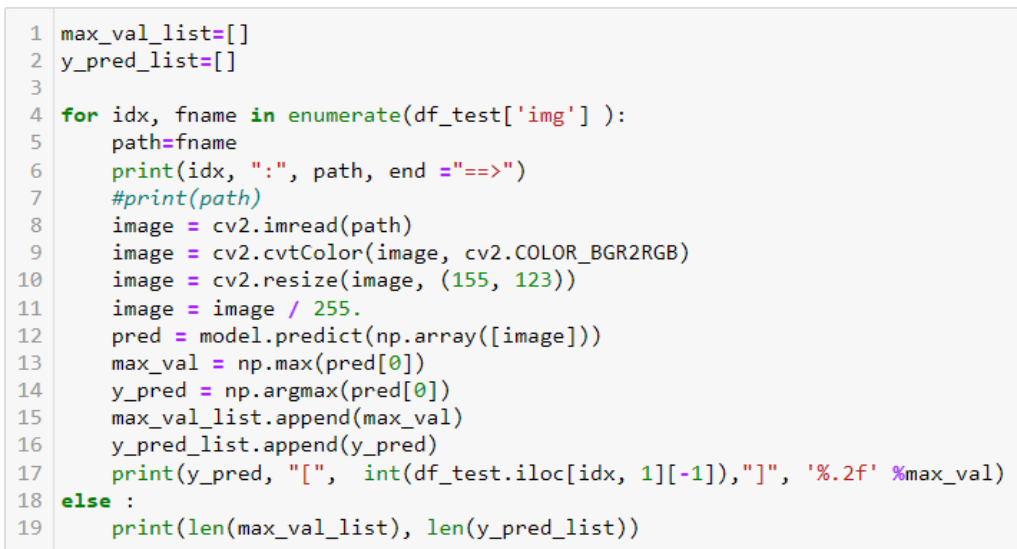 1 max_val_list=[]
2 y_pred_list=[]
3
4 for idx, fname in enumerate(df_test['img'] ):
5     path=fname
6     print(idx, ":", path, end ="==>")
7     #print(path)
8     image = cv2.imread(path)
9     image = cv2.cvtColor(image, cv2.COLOR_BGR2RGB)
10     image = cv2.resize(image, (155, 123))
11     image = image / 255.
12     pred = model.predict(np.array([image]))
13     max_val = np.max(pred[0])
14     y_pred = np.argmax(pred[0])
15     max_val_list.append(max_val)
16     y_pred_list.append(y_pred)
17     print(y_pred, "[",  int(df_test.iloc[idx, 1][-1]),"]", '%.2f' %max_val)
18 else :
19     print(len(max_val_list), len(y_pred_list))